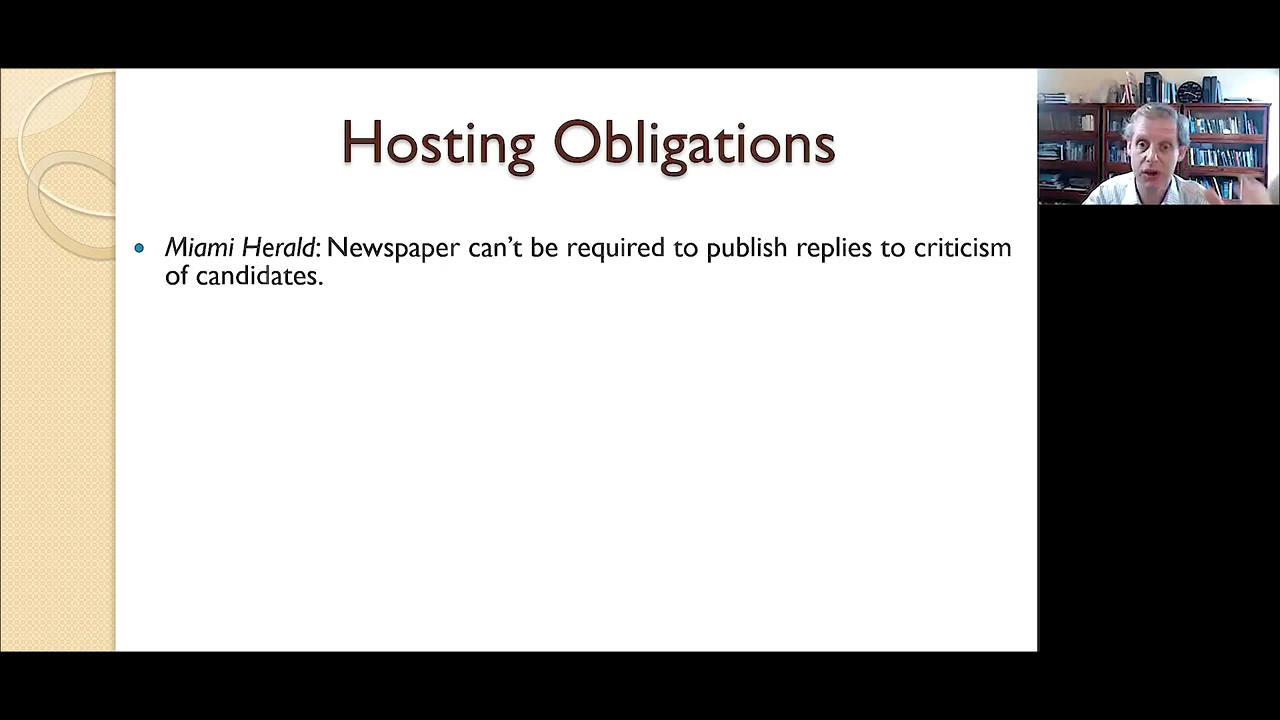 Hosting Obligations
• Miami Herald: Newspaper can’t be required to publish replies to criticism
of candidates.